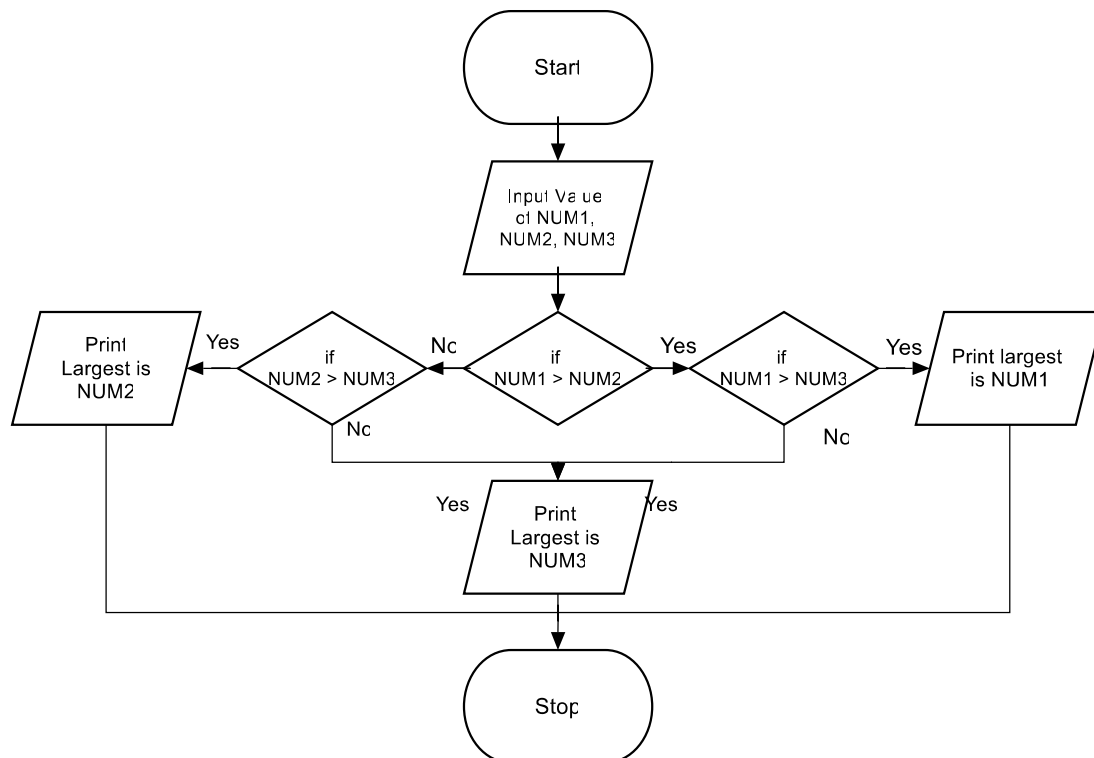 Start
Input Value
of NUM1,
NUM2, NUM3
Print
Largest is
NUM2
Yes
if
NUM2 > NUM3
No
if
NUM1 > NUM2
Yes
if
NUM1 > NUM3
Yes
Print largest
is NUM1
No
No
Yes
Print
Largest is
NUM3
Yes
Stop